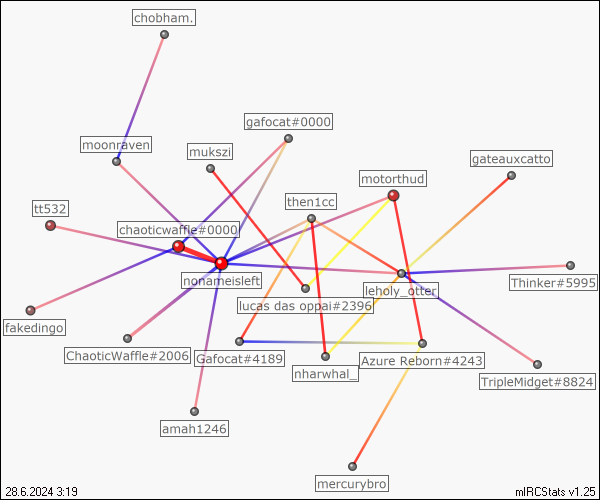 chobham.
gafocat#0000
moonraven
mukszi
gateauxcatto
motorthud
then1cc
tt532
chaoticwaffle#0000
nonameisleft
Thinker#5995
leholy_otter
lucas das oppai#2396
fakedingo
ChaoticWaffle#2006
Gafocat#4189
Azure Reborn#4243
nharwhal_
TripleMidget#8824
amah1246
mercurybro
28.6.2024 3:19
mIRCStats v1.25